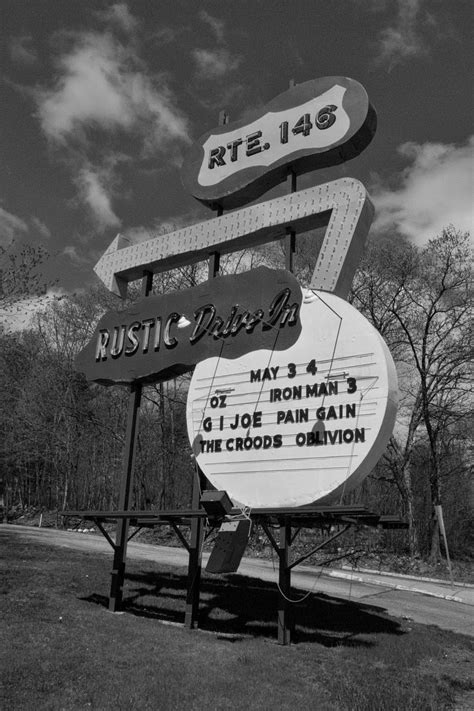 RTE. 146
RUSTIC Drive In
MAY 3 4
OZ IRON MAN 3
G I JOE PAIN GAIN
THE CROODS OBLIVION